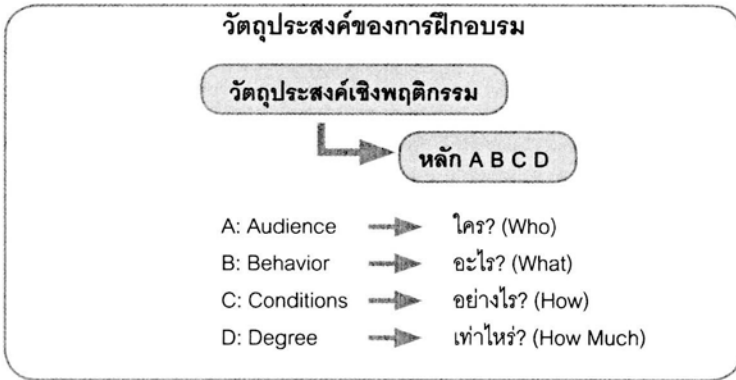 วัตถุประสงค์ของการฝึกอบรม
วัตถุประสงค์เชิงพฤติกรรม
หลัก A B C D
A: Audience ใคร? (Who)
B: Behavior อะไร? (What)
C: Conditions อย่างไร? (How)
D: Degree เท่าไหร่? (How Much)